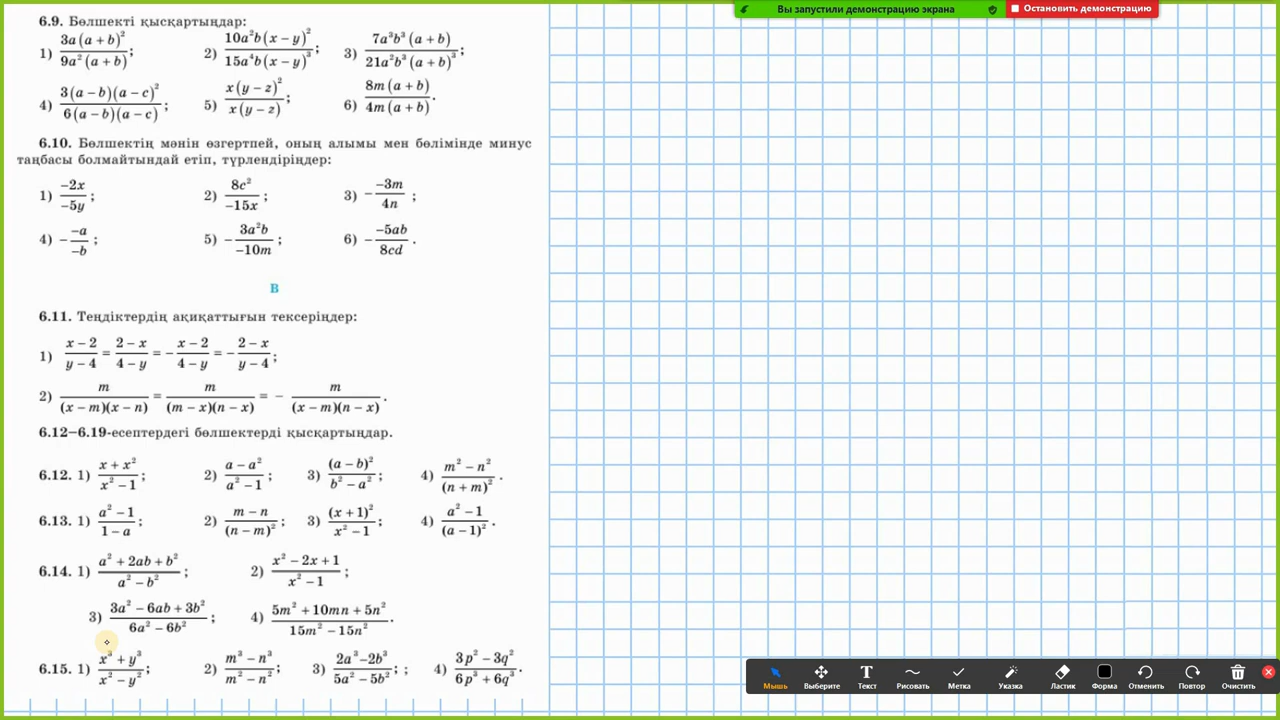 Вы запустили демонстрацию экрана
Остановить демонстрацию
6.9. Бөлшекті қысқартыңдар:
1) 3a(a + b)²/9a²(a + b); 2) 10a²b(x − y)²/15a⁴b(x − y)³; 3) 7a³b³(a + b)/21a²b³(a + b)³;
4) 3(a − b)(a − c)²/6(a − b)(a − c); 5) x(y − z)²/x(y − z); 6) 8m(a + b)/4m(a + b).
6.10. Бөлшектің мәнін өзгертпей, оның алымы мен бөлімінде минус
таңбасы болмайтындай етіп, түрлендіріңдер:
1) −2x/−5y; 2) 8c²/−15x; 3) − −3m/4n ;
4) − −a/−b ; 5) − 3a²b/−10m ; 6) − −5ab/8cd .
B
6.11. Теңдіктердің ақиқаттығын тексеріңдер:
1) x − 2/y − 4 = 2 − x/4 − y = − x − 2/4 − y = − 2 − x/y − 4;
2) m/(x − m)(x − n) = m/(m − x)(n − x) = − m/(x − m)(n − x).
6.12−6.19-есептердегі бөлшектерді қысқартыңдар.
6.12. 1) x + x²/x² − 1; 2) a − a²/a² − 1; 3) (a − b)²/b² − a²; 4) m² − n²/(n + m)².
6.13. 1) a² − 1/1 − a; 2) m − n/(n − m)²; 3) (x + 1)²/x² − 1; 4) a² − 1/(a − 1)².
6.14. 1) a² + 2ab + b²/a² − b²; 2) x² − 2x + 1/x² − 1;
3) 3a² − 6ab + 3b²/6a² − 6b²; 4) 5m² + 10mn + 5n²/15m² − 15n².
6.15. 1) x³ + y³/x² − y²; 2) m³ − n³/m² − n²; 3) 2a³ −2b³/5a² − 5b²; ; 4) 3p² − 3q²/6p³ + 6q³.
Мышь
Выберите
Текст
Рисовать
Метка
Указка
Ластик
Форма
Отменить
Повтор
Очистить